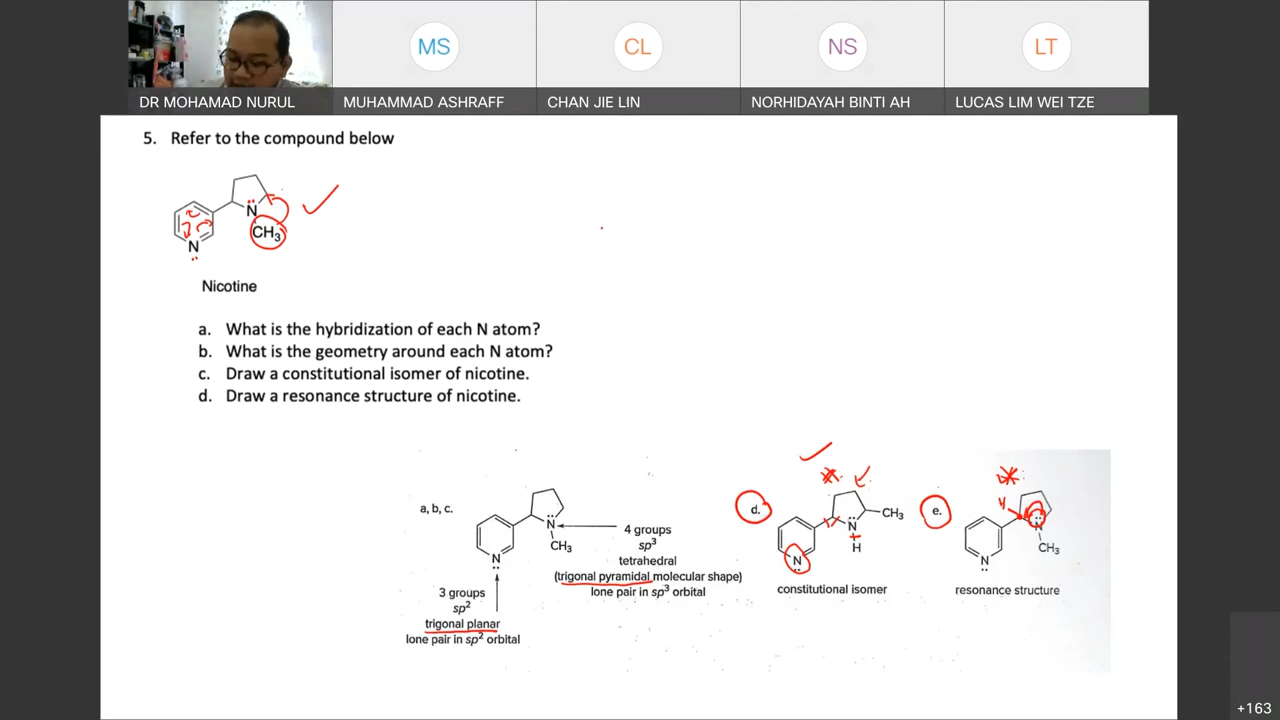 MS
CL
NS
LT
DR MOHAMAD NURUL
MUHAMMAD ASHRAFF
CHAN JIE LIN
NORHIDAYAH BINTI AH
LUCAS LIM WEI TZE
5. Refer to the compound below
N
CH3
N
Nicotine
a. What is the hybridization of each N atom?
b. What is the geometry around each N atom?
c. Draw a constitutional isomer of nicotine.
d. Draw a resonance structure of nicotine.
a, b, c.
N
CH3
N
4 groups
sp³
tetrahedral
(trigonal pyramidal molecular shape)
lone pair in sp³ orbital
3 groups
sp²
trigonal planar
lone pair in sp² orbital
d.
CH3
N
H
N
constitutional isomer
e.
4
N
CH3
N
resonance structure
+163